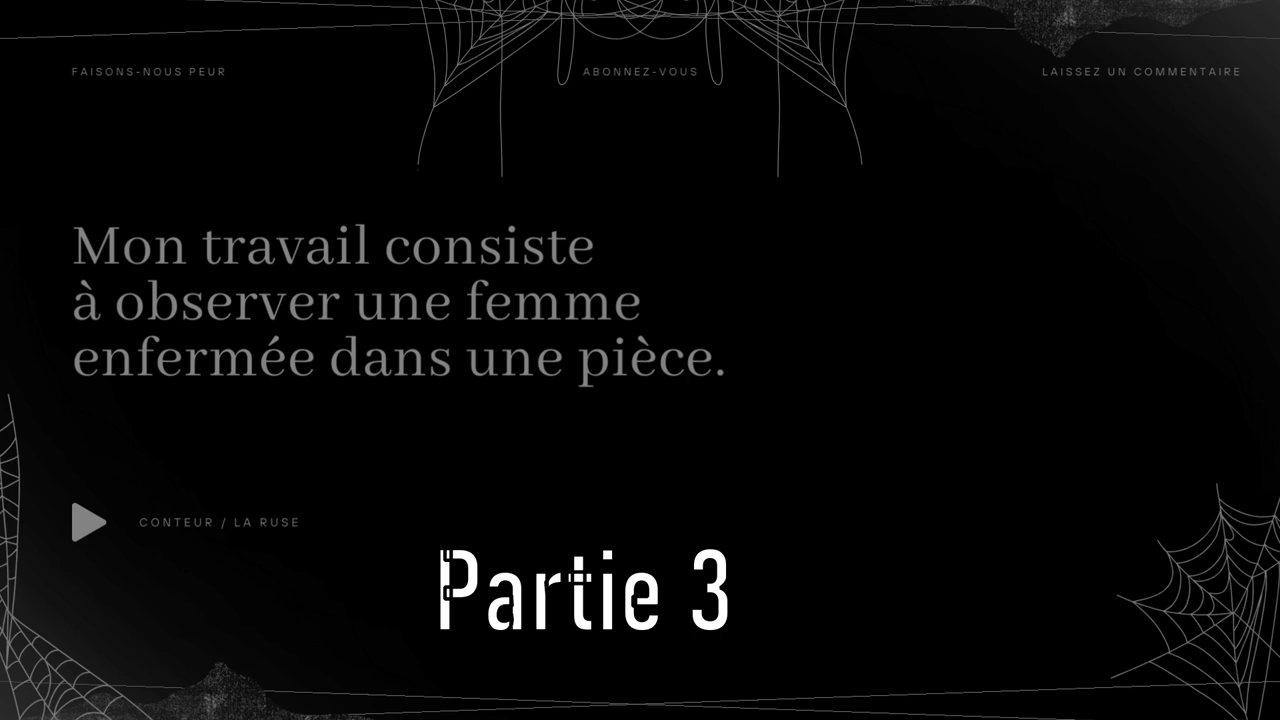 FAISONS-NOUS PEUR
ABONNEZ-VOUS
LAISSEZ UN COMMENTAIRE
Mon travail consiste
à observer une femme
enfermée dans une pièce.
CONTEUR / LA RUSE
Partie 3